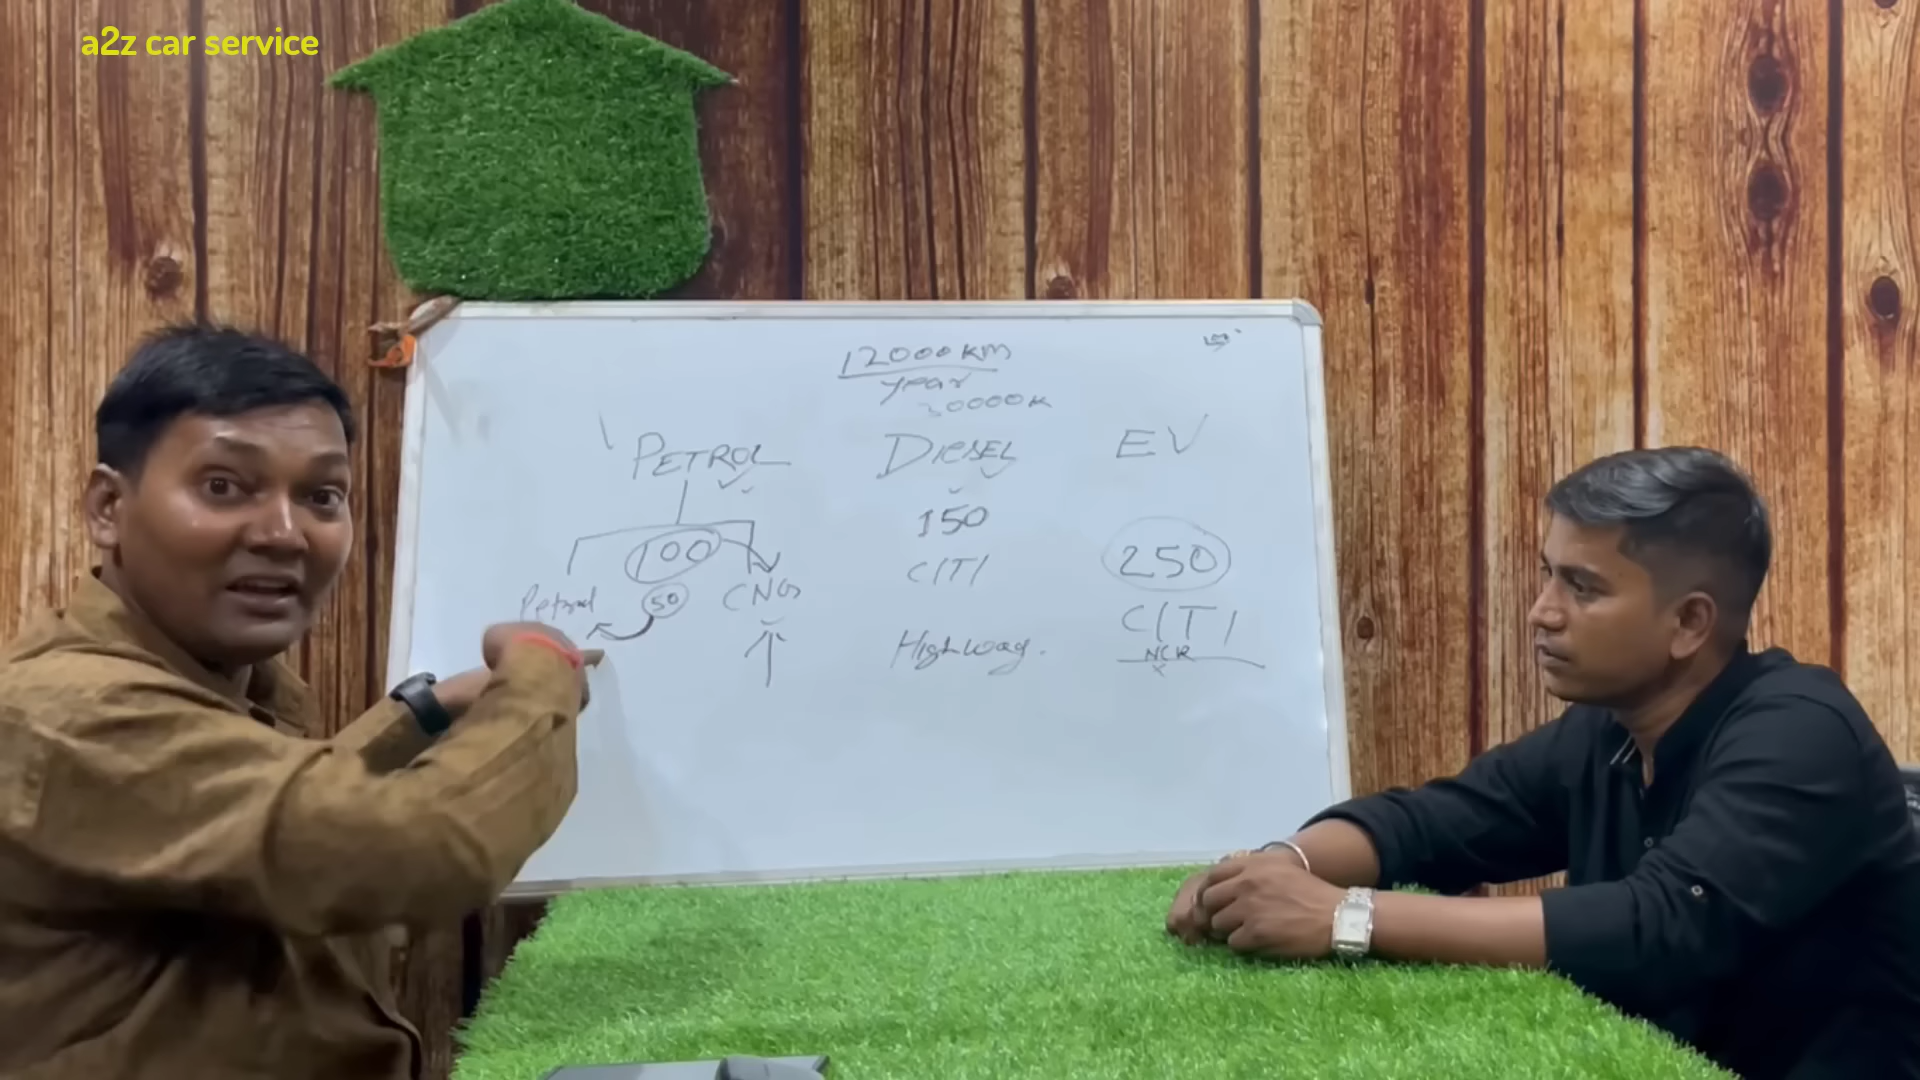 a2z car service
12000 km
year
30000 K
PETROL
DIESEL
EV
100
150
250
Petrol
50
CNG
CITI
CITI
Highway.
NCR